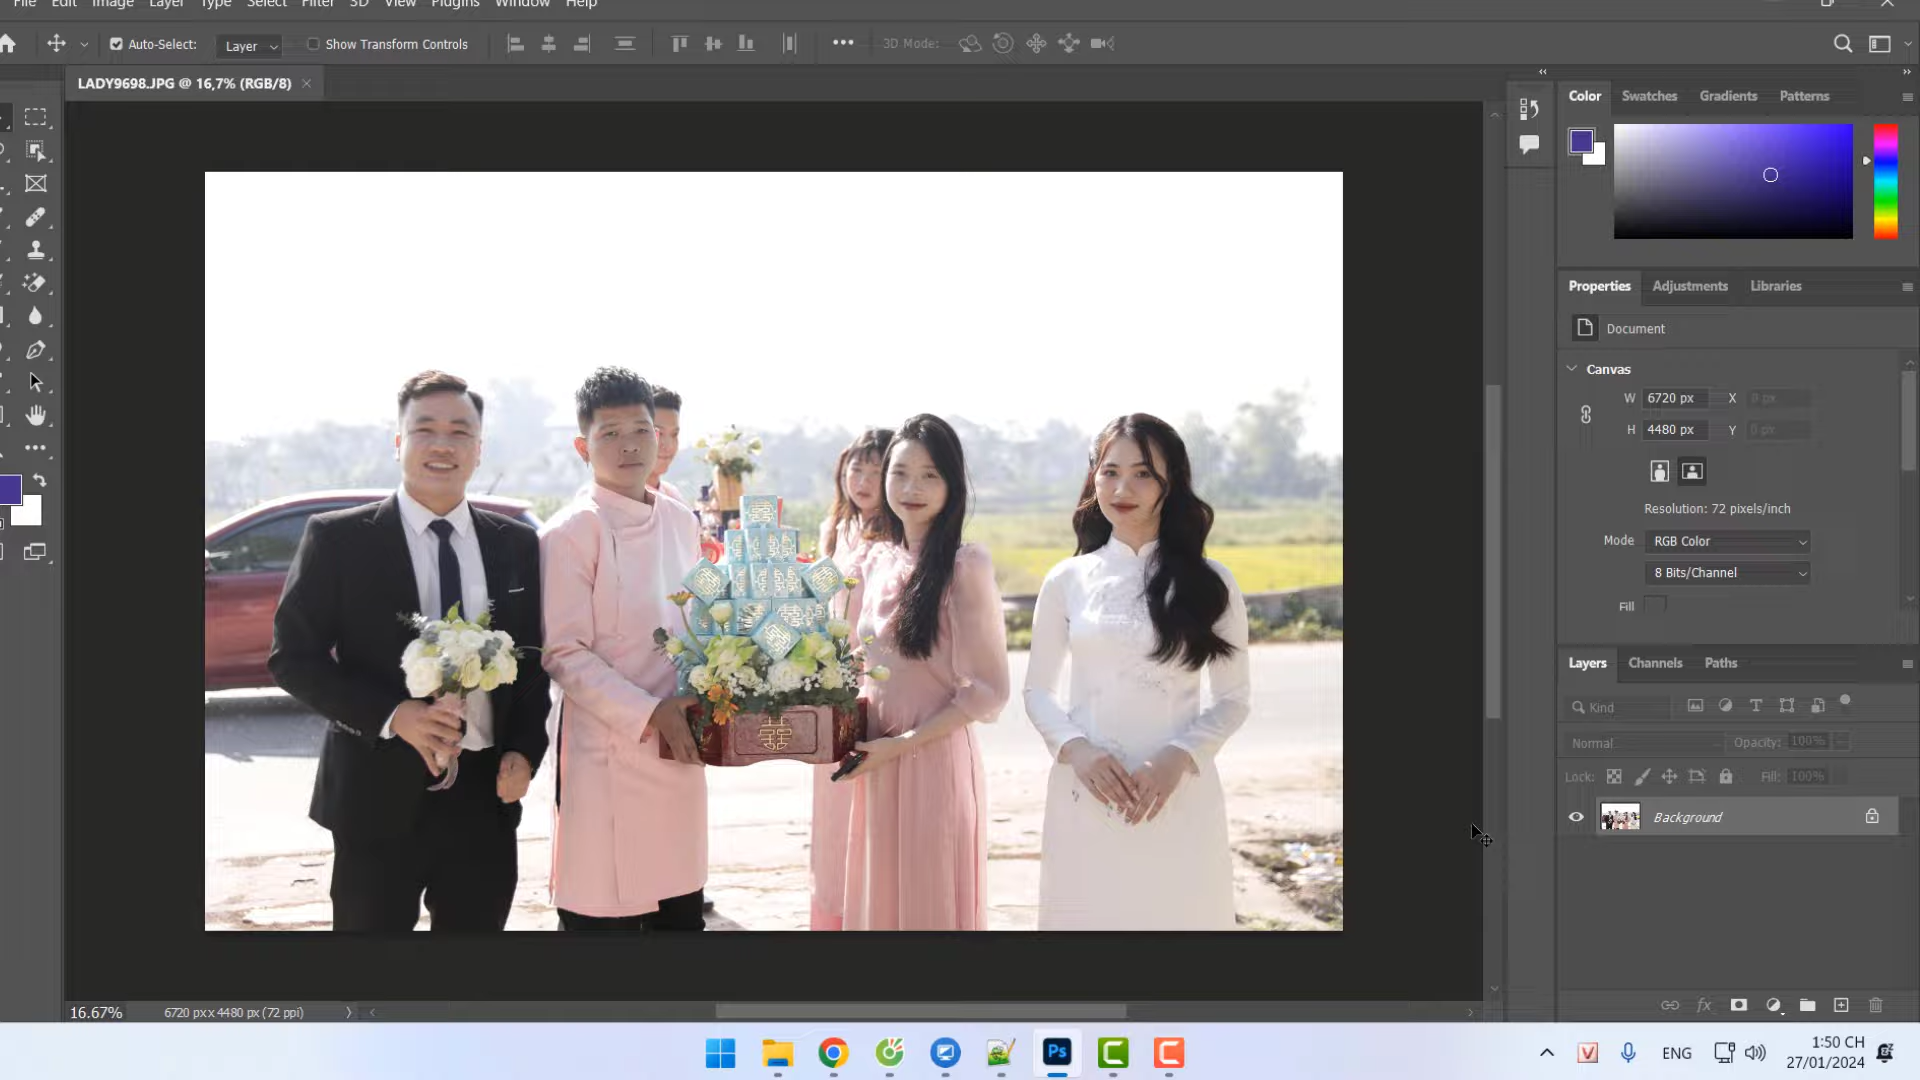 File Edit Image Layer Type Select Filter 3D View Plugins Window Help
Auto-Select: Layer Show Transform Controls 3D Mode:
LADY9698.JPG @ 16,7% (RGB/8)
Color Swatches Gradients Patterns
Properties Adjustments Libraries
Document
Canvas
W 6720 px X 0 px
H 4480 px Y 0 px
Resolution: 72 pixels/inch
Mode RGB Color
8 Bits/Channel
Fill
Layers Channels Paths
Kind
Normal Opacity: 100%
Lock: Fill: 100%
Background
16.67% 6720 px x 4480 px (72 ppi)
ENG 1:50 CH
27/01/2024